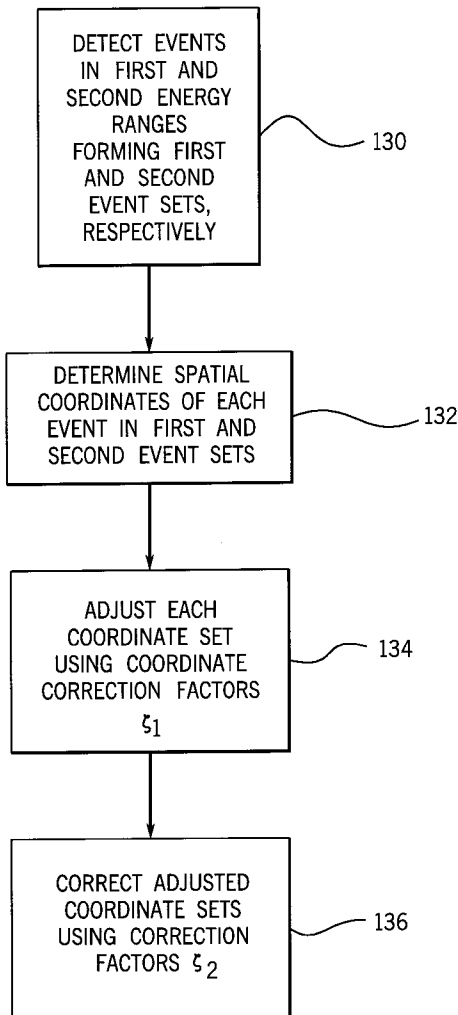 DETECT EVENTS
IN FIRST AND
SECOND ENERGY
RANGES
FORMING FIRST
AND SECOND
EVENT SETS,
RESPECTIVELY
130
DETERMINE SPATIAL
COORDINATES OF EACH
EVENT IN FIRST AND
SECOND EVENT SETS
132
ADJUST EACH
COORDINATE SET
USING COORDINATE
CORRECTION FACTORS
ζ1
134
CORRECT ADJUSTED
COORDINATE SETS
USING CORRECTION
FACTORS ζ2
136